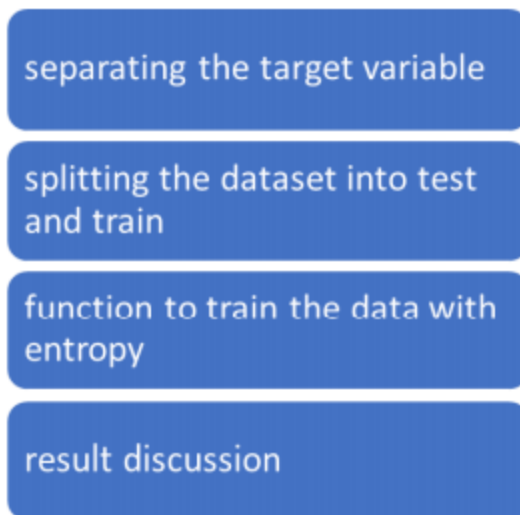 separating the target variable
splitting the dataset into test
and train
function to train the data with
entropy
result discussion